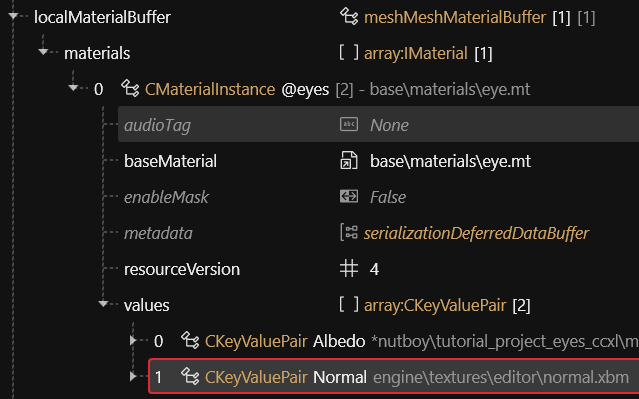 localMaterialBuffer meshMeshMaterialBuffer [1] [1]
materials [ ] array:IMaterial [1]
0 CMaterialInstance @eyes [2] - base\materials\eye.mt
audioTag abc None
baseMaterial base\materials\eye.mt
enableMask False
metadata serializationDeferredDataBuffer
resourceVersion 4
values [ ] array:CKeyValuePair [2]
0 CKeyValuePair Albedo *nutboy\tutorial_project_eyes_ccxl\m
1 CKeyValuePair Normal engine\textures\editor\normal.xbm